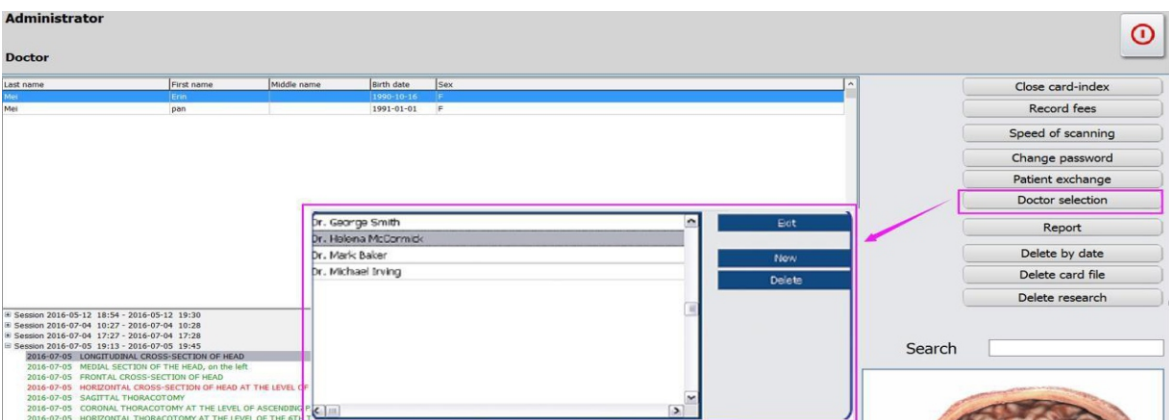 Administrator
Doctor
Last name First name Middle name Birth date Sex
Mei Erin 1990-10-16 F
Mei pan 1991-01-01 F
Close card-index
Record fees
Speed of scanning
Change password
Patient exchange
Doctor selection
Report
Delete by date
Delete card file
Delete research
Search
Dr. George Smith
Dr. Helena McCormick
Dr. Mark Baker
Dr. Michael Irving
Exit
New
Delete
Session 2016-05-12 18:54 - 2016-05-12 19:30
Session 2016-07-04 10:27 - 2016-07-04 10:28
Session 2016-07-04 17:27 - 2016-07-04 17:28
Session 2016-07-05 19:13 - 2016-07-05 19:45
2016-07-05 LONGITUDINAL CROSS-SECTION OF HEAD
2016-07-05 MEDIAL SECTION OF THE HEAD, on the left
2016-07-05 FRONTAL CROSS-SECTION OF HEAD
2016-07-05 HORIZONTAL CROSS-SECTION OF HEAD AT THE LEVEL OF
2016-07-05 SAGITTAL THORACOTOMY
2016-07-05 CORONAL THORACOTOMY AT THE LEVEL OF ASCENDING
2016-07-05 HORIZONTAL THORACOTOMY AT THE LEVEL OF THE 6TH